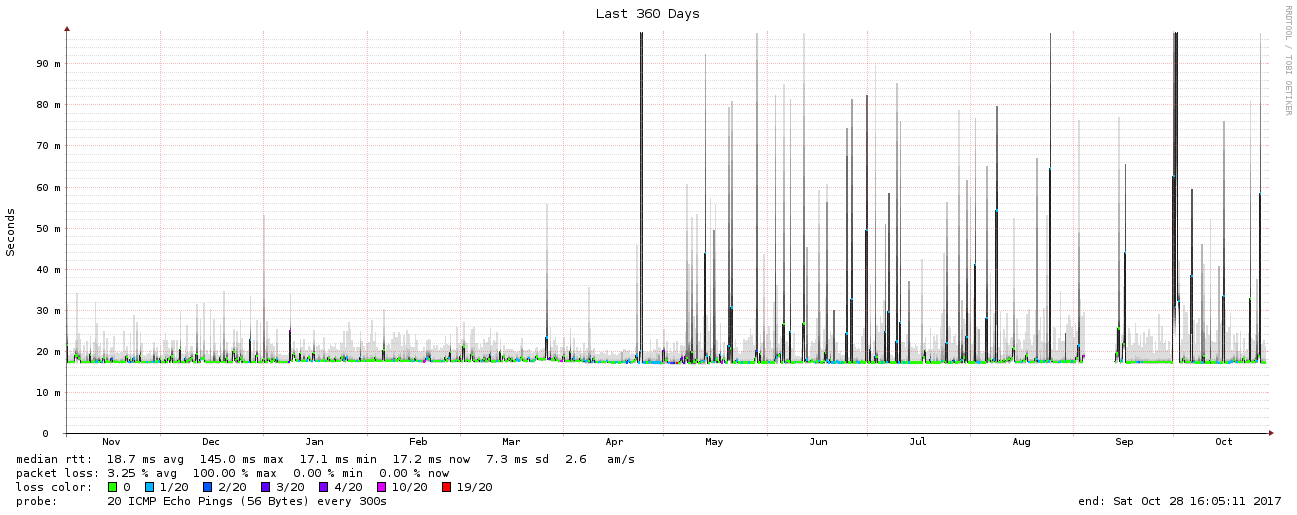 Last 360 Days
RRDTOOL / TOBI OETIKER
Seconds
90 m
80 m
70 m
60 m
50 m
40 m
30 m
20 m
10 m
0
Nov Dec Jan Feb Mar Apr May Jun Jul Aug Sep Oct
median rtt: 18.7 ms avg 145.0 ms max 17.1 ms min 17.2 ms now 7.3 ms sd 2.6 am/s
packet loss: 3.25 % avg 100.00 % max 0.00 % min 0.00 % now
loss color: 0 1/20 2/20 3/20 4/20 10/20 19/20
probe: 20 ICMP Echo Pings (56 Bytes) every 300s end: Sat Oct 28 16:05:11 2017